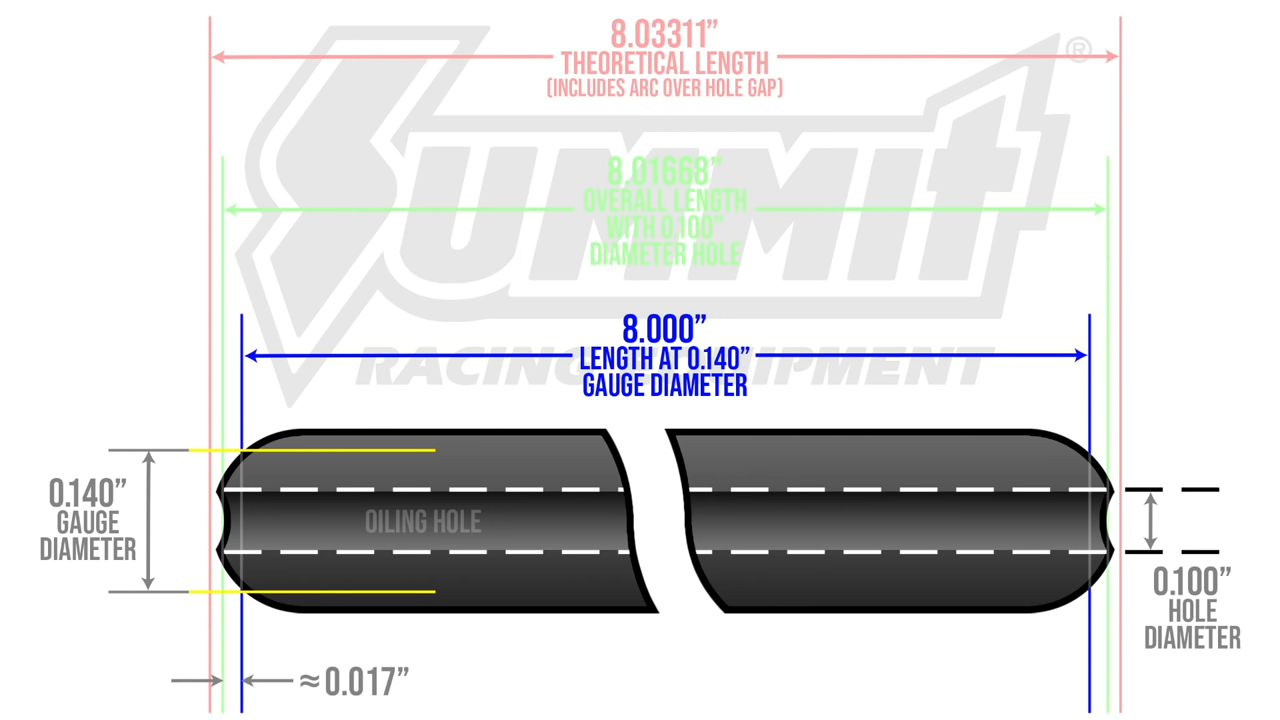 8.03311”
THEORETICAL LENGTH
(INCLUDES ARC OVER HOLE GAP)
®
SUMMIT
8.01668”
OVERALL LENGTH
WITH 0.100”
DIAMETER HOLE
8.000”
LENGTH AT 0.140”
GAUGE DIAMETER
RACING EQUIPMENT
0.140”
GAUGE
DIAMETER
OILING HOLE
0.100”
HOLE
DIAMETER
≈ 0.017”